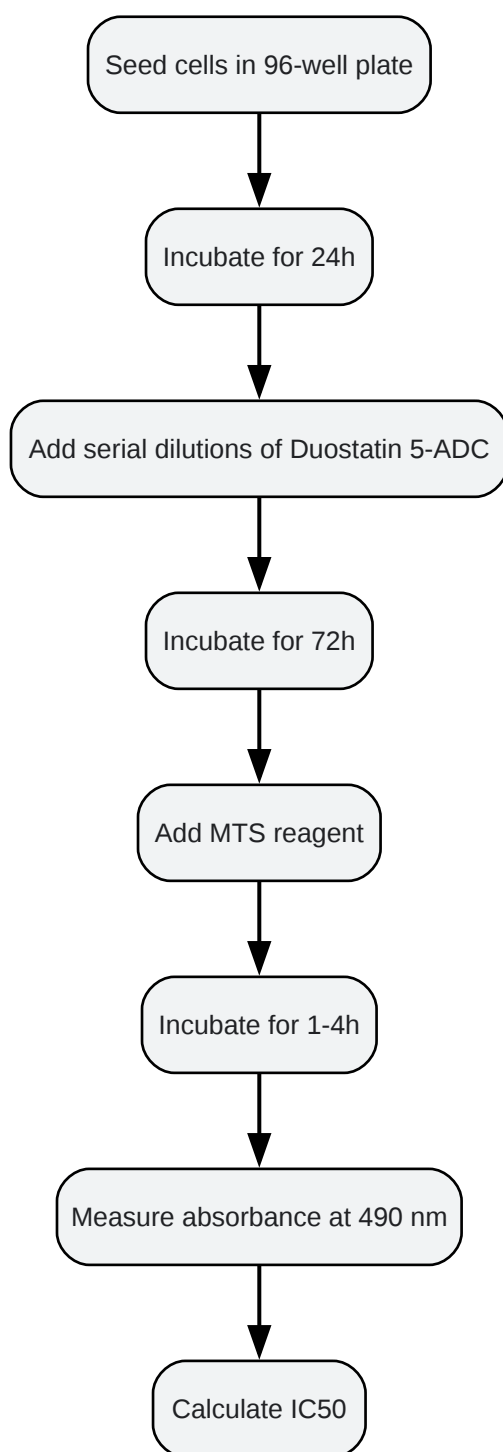 Seed cells in 96-well plate
Incubate for 24h
Add serial dilutions of Duostatin 5-ADC
Incubate for 72h
Add MTS reagent
Incubate for 1-4h
Measure absorbance at 490 nm
Calculate IC50